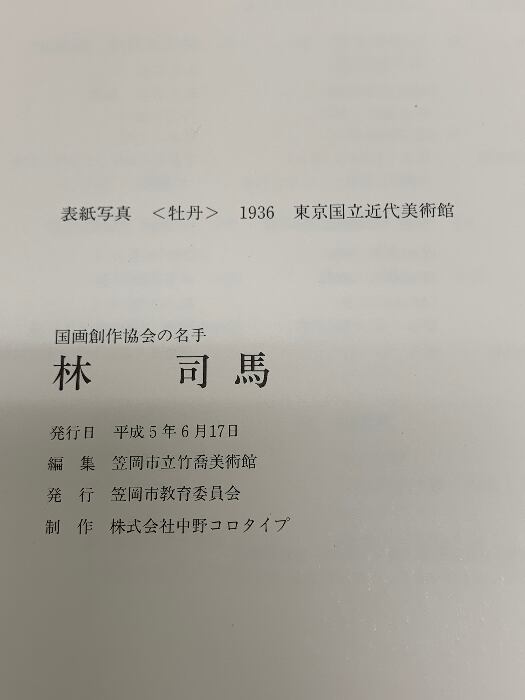 表紙写真　＜牡丹＞　1936　東京国立近代美術館
国画創作協会の名手
林　司馬
発行日　平成5年6月17日
編　集　笠岡市立竹喬美術館
発　行　笠岡市教育委員会
制　作　株式会社中野コロタイプ